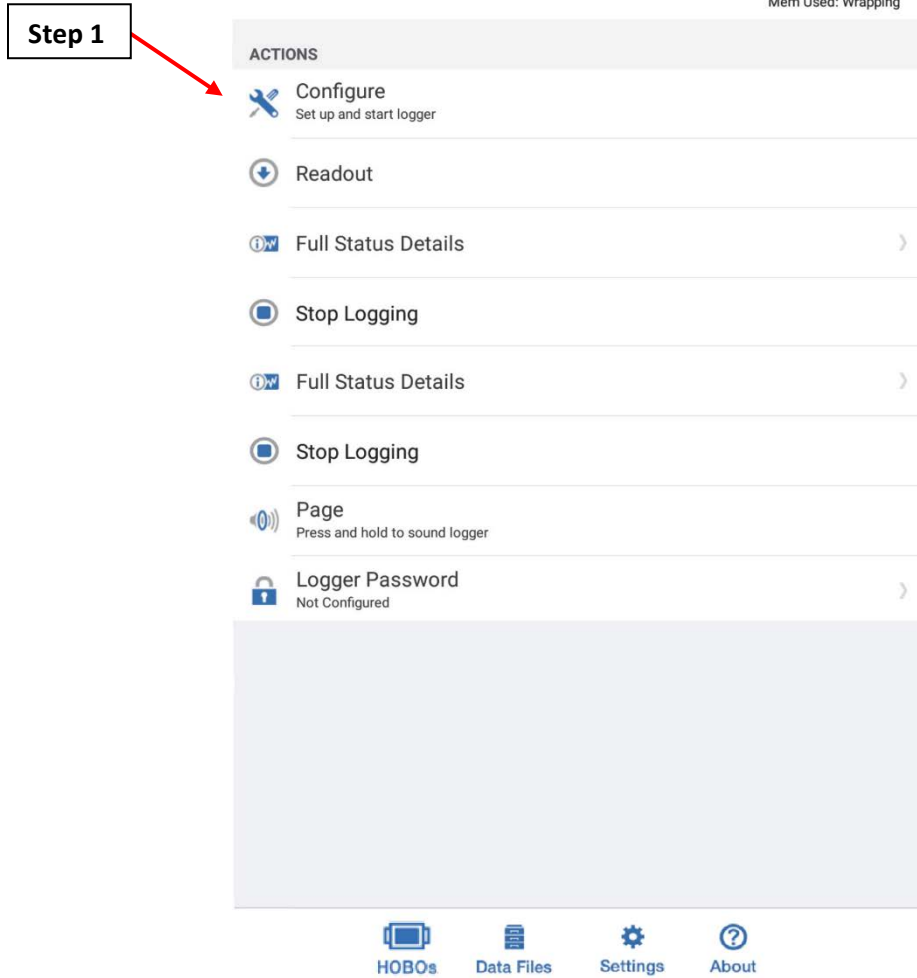 Mem Used: Wrapping
Step 1
ACTIONS
Configure
Set up and start logger
Readout
Full Status Details
Stop Logging
Full Status Details
Stop Logging
Page
Press and hold to sound logger
Logger Password
Not Configured
HOBOs Data Files Settings About